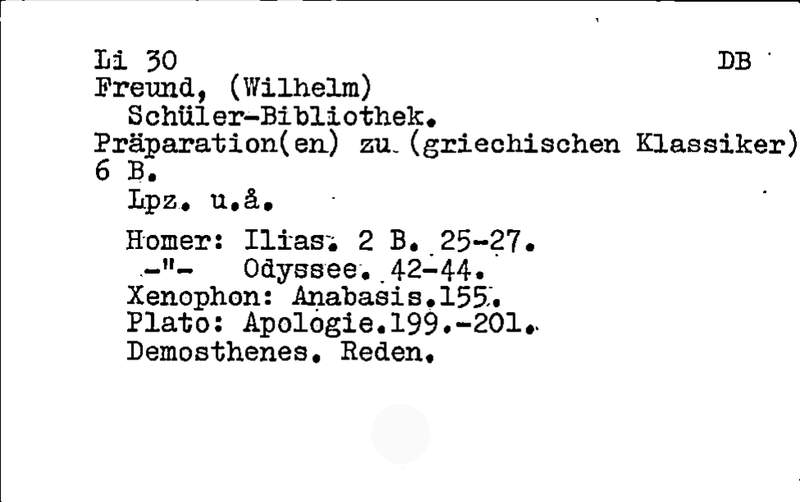 Li 30 DB
Freund, (Wilhelm)
Schüler-Bibliothek.
Präparation(en) zu (griechischen Klassiker)
6 B.
Lpz. u.å.
Homer: Ilias. 2 B. 25-27.
-"- Odyssee. 42-44.
Xenophon: Anabasis.155.
Plato: Apologie.199.-201.
Demosthenes. Reden.